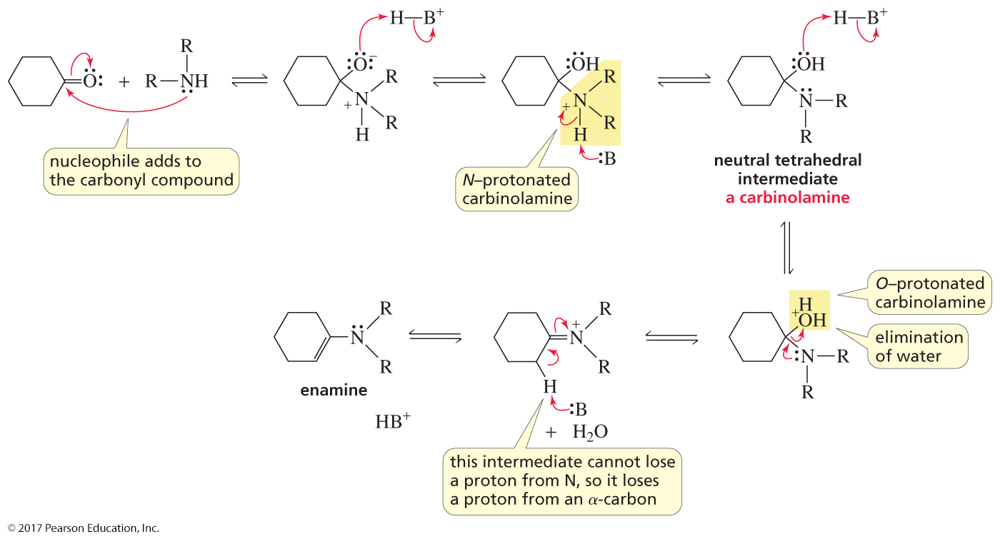 H—B⁺
H—B⁺
R
O
+
R—NH
O⁻
N
R
R
+
H
OH
N
R
R
+
H
:B
OH
N—R
R
nucleophile adds to
the carbonyl compound
N–protonated
carbinolamine
neutral tetrahedral
intermediate
a carbinolamine
O–protonated
carbinolamine
H
+
OH
N—R
R
elimination
of water
R
N
R
enamine
HB⁺
R
+
N
R
H
:B
+ H₂O
this intermediate cannot lose
a proton from N, so it loses
a proton from an α-carbon
© 2017 Pearson Education, Inc.